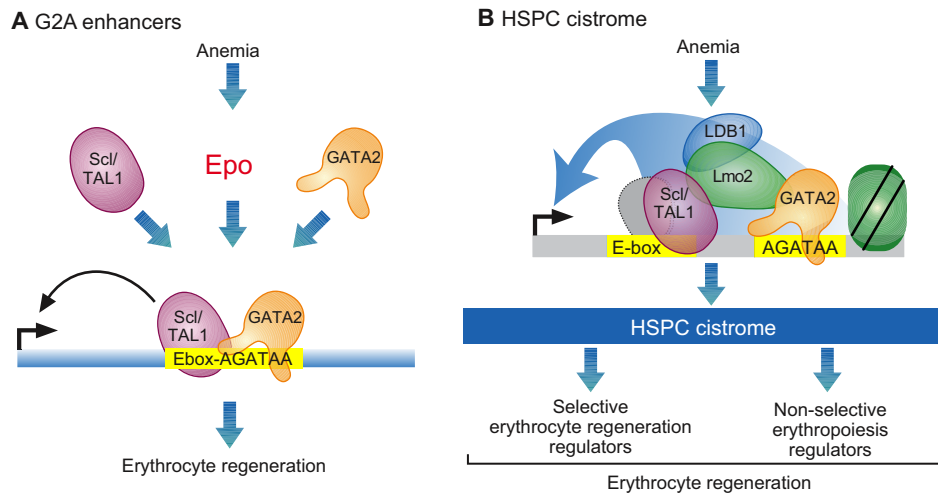 A G2A enhancers
Anemia
Scl/
TAL1
Epo
GATA2
Scl/
TAL1
GATA2
Ebox-AGATAA
Erythrocyte regeneration
B HSPC cistrome
Anemia
LDB1
Lmo2
Scl/
TAL1
GATA2
E-box
AGATAA
HSPC cistrome
Selective
erythrocyte regeneration
regulators
Non-selective
erythropoiesis
regulators
Erythrocyte regeneration